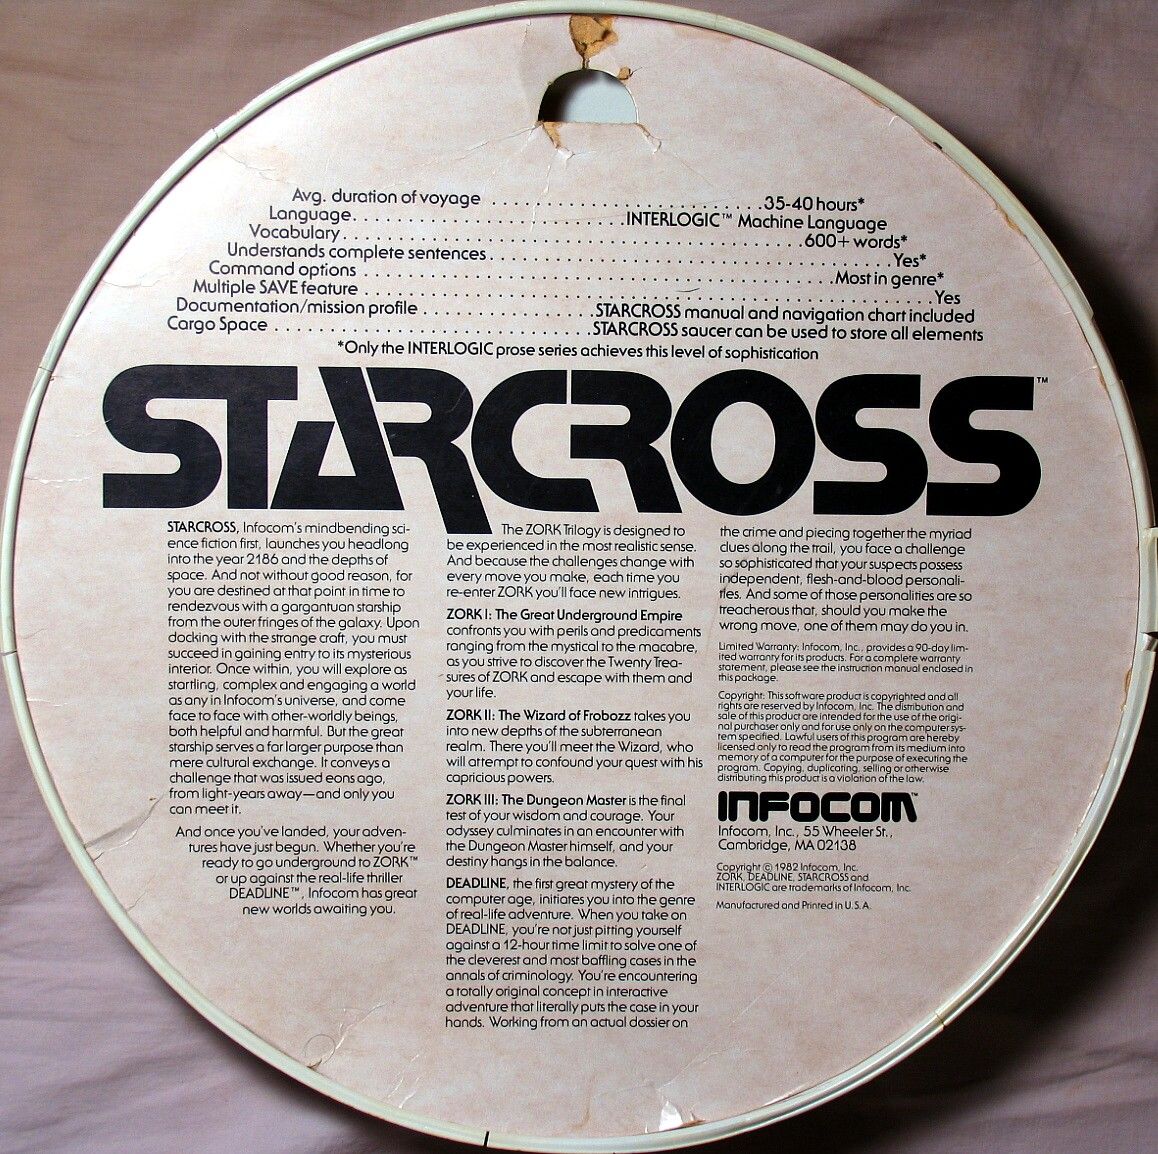 Avg. duration of voyage . . . . . . . . . . . . . . . . . . . . . . . . . . . . . 35-40 hours*
Language. . . . . . . . . . . . . . . . . . . . . . . . . . . . .INTERLOGIC™ Machine Language
Vocabulary. . . . . . . . . . . . . . . . . . . . . . . . . . . . . . . . . . . . . . . . . . . . . . . 600+ words*
Understands complete sentences. . . . . . . . . . . . . . . . . . . . . . . . . . . . . . . . . . . . . . . . . Yes*
Command options . . . . . . . . . . . . . . . . . . . . . . . . . . . . . . . . . . . . . . . . . . . . . . . . Most in genre*
Multiple SAVE feature . . . . . . . . . . . . . . . . . . . . . . . . . . . . . . . . . . . . . . . . . . . . . . . . . . . . . . . . . . Yes
Documentation/mission profile . . . . . . . . . . . . . . . . . . STARCROSS manual and navigation chart included
Cargo Space . . . . . . . . . . . . . . . . . . . . . . . . . . . . . . . . .STARCROSS saucer can be used to store all elements
*Only the INTERLOGIC prose series achieves this level of sophistication
STARCROSS™
STARCROSS, Infocom's mindbending sci-
ence fiction first, launches you headlong
into the year 2186 and the depths of
space. And not without good reason, for
you are destined at that point in time to
rendezvous with a gargantuan starship
from the outer fringes of the galaxy. Upon
docking with the strange craft, you must
succeed in gaining entry to its mysterious
interior. Once within, you will explore as
startling, complex and engaging a world
as any in Infocom's universe, and come
face to face with other-worldly beings,
both helpful and harmful. But the great
starship serves a far larger purpose than
mere cultural exchange. It conveys a
challenge that was issued eons ago,
from light-years away—and only you
can meet it.
And once you've landed, your adven-
tures have just begun. Whether you're
ready to go underground to ZORK™
or up against the real-life thriller
DEADLINE™, Infocom has great
new worlds awaiting you.
The ZORK Trilogy is designed to
be experienced in the most realistic sense.
And because the challenges change with
every move you make, each time you
re-enter ZORK you'll face new intrigues.
ZORK I: The Great Underground Empire
confronts you with perils and predicaments
ranging from the mystical to the macabre,
as you strive to discover the Twenty Trea-
sures of ZORK and escape with them and
your life.
ZORK II: The Wizard of Frobozz takes you
into new depths of the subterranean
realm. There you'll meet the Wizard, who
will attempt to confound your quest with his
capricious powers.
ZORK III: The Dungeon Master is the final
test of your wisdom and courage. Your
odyssey culminates in an encounter with
the Dungeon Master himself, and your
destiny hangs in the balance.
DEADLINE, the first great mystery of the
computer age, initiates you into the genre
of real-life adventure. When you take on
DEADLINE, you're not just pitting yourself
against a 12-hour time limit to solve one of
the cleverest and most baffling cases in the
annals of criminology. You're encountering
a totally original concept in interactive
adventure that literally puts the case in your
hands. Working from an actual dossier on
the crime and piecing together the myriad
clues along the trail, you face a challenge
so sophisticated that your suspects possess
independent, flesh-and-blood personali-
ties. And some of those personalities are so
treacherous that, should you make the
wrong move, one of them may do you in.
Limited Warranty: Infocom, Inc., provides a 90-day lim-
ited warranty for its products. For a complete warranty
statement, please see the instruction manual enclosed in
this package.
Copyright: This software product is copyrighted and all
rights are reserved by Infocom, Inc. The distribution and
sale of this product are intended for the use of the origi-
nal purchaser only and for use only on the computer sys-
tem specified. Lawful users of this program are hereby
licensed only to read the program from its medium into
memory of a computer for the purpose of executing the
program. Copying, duplicating, selling or otherwise
distributing this product is a violation of the law.
INFOCOM™
Infocom, Inc., 55 Wheeler St.,
Cambridge, MA 02138
Copyright © 1982 Infocom, Inc.
ZORK, DEADLINE, STARCROSS and
INTERLOGIC are trademarks of Infocom, Inc.
Manufactured and Printed in U.S.A.